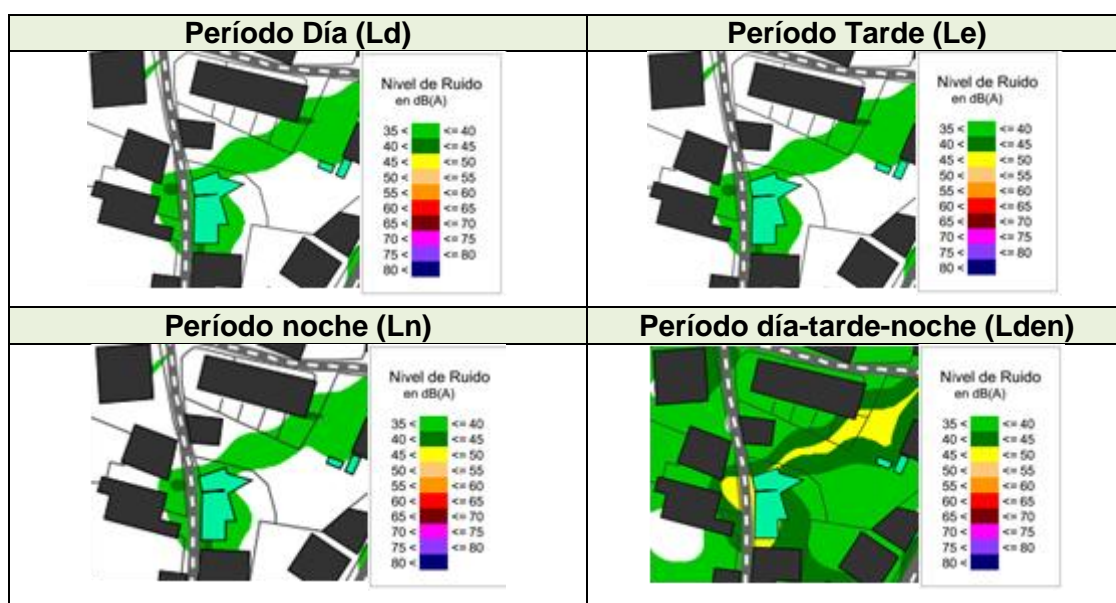 Período Día (Ld)
Período Tarde (Le)
Nivel de Ruido
en dB(A)
35 < <= 40
40 < <= 45
45 < <= 50
50 < <= 55
55 < <= 60
60 < <= 65
65 < <= 70
70 < <= 75
75 < <= 80
80 <
Nivel de Ruido
en dB(A)
35 < <= 40
40 < <= 45
45 < <= 50
50 < <= 55
55 < <= 60
60 < <= 65
65 < <= 70
70 < <= 75
75 < <= 80
80 <
Período noche (Ln)
Período día-tarde-noche (Lden)
Nivel de Ruido
en dB(A)
35 < <= 40
40 < <= 45
45 < <= 50
50 < <= 55
55 < <= 60
60 < <= 65
65 < <= 70
70 < <= 75
75 < <= 80
80 <
Nivel de Ruido
en dB(A)
35 < <= 40
40 < <= 45
45 < <= 50
50 < <= 55
55 < <= 60
60 < <= 65
65 < <= 70
70 < <= 75
75 < <= 80
80 <